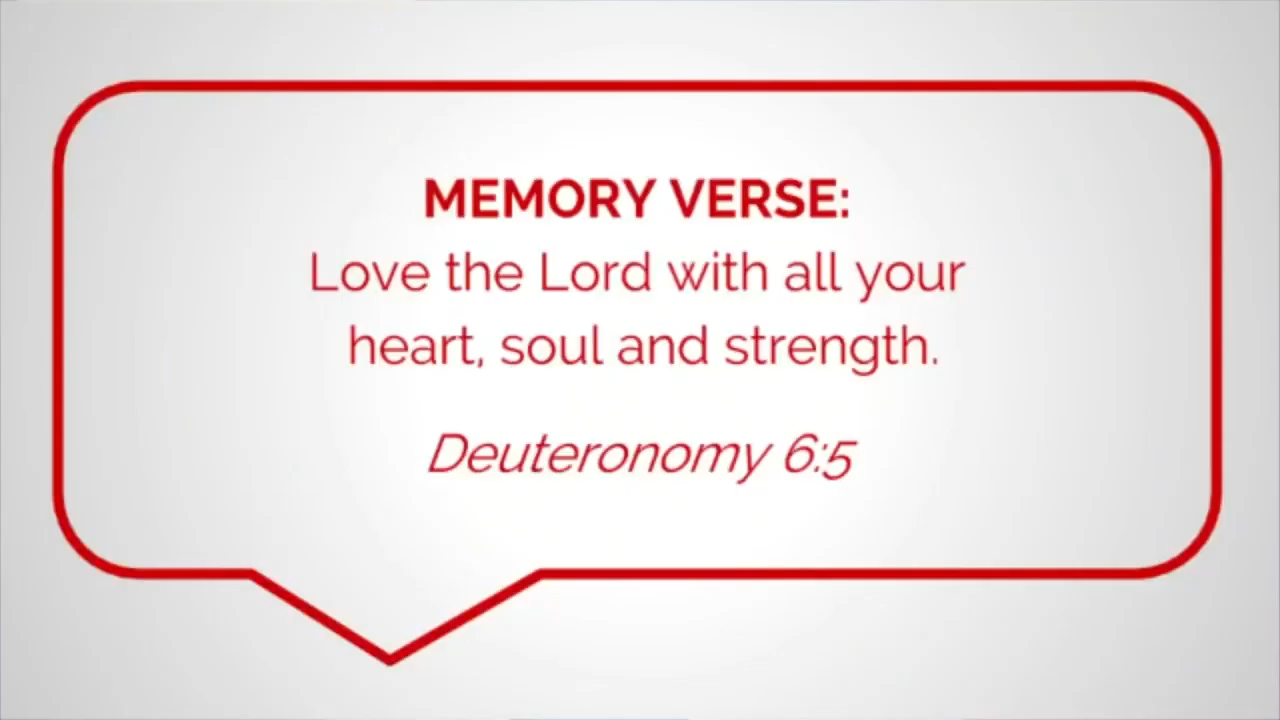 MEMORY VERSE:
Love the Lord with all your
heart, soul and strength.
Deuteronomy 6:5